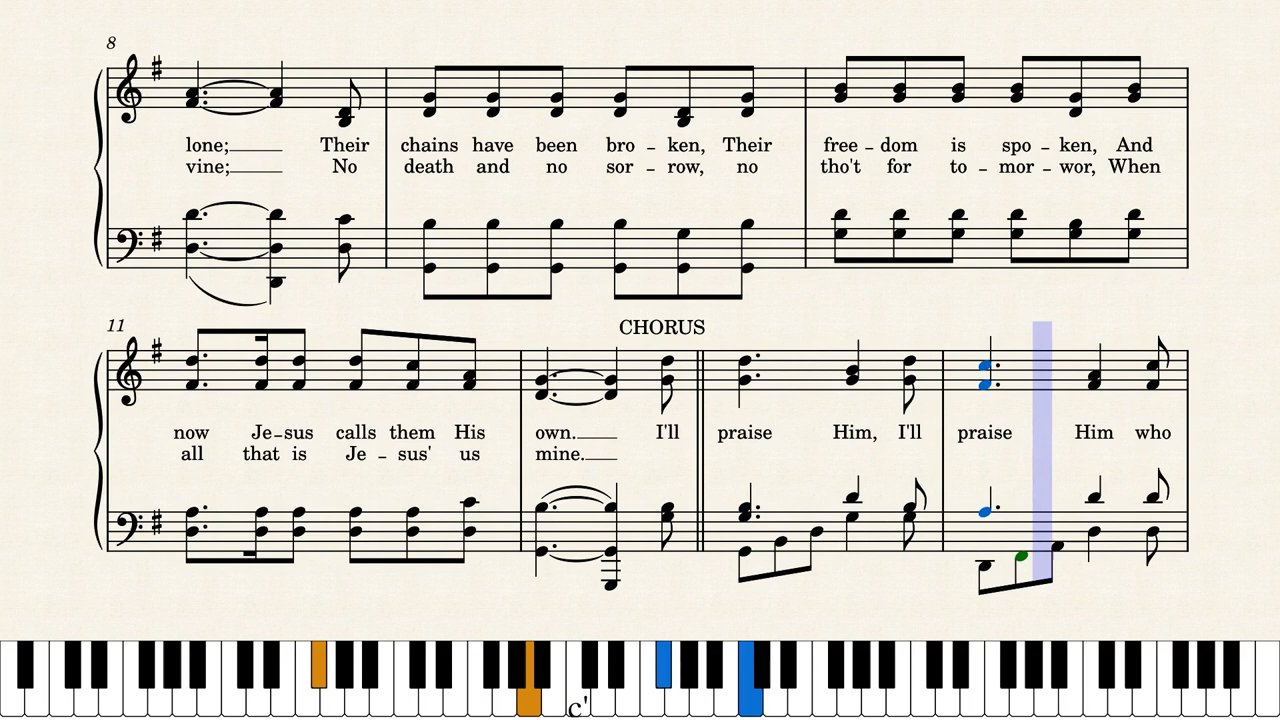 8
lone; Their chains have been bro - ken, Their free - dom is spo - ken, And
vine; No death and no sor - row, no tho't for to - mor - wor, When
11
CHORUS
now Je - sus calls them His own. I'll praise Him, I'll praise Him who
all that is Je - sus' us mine.
c'